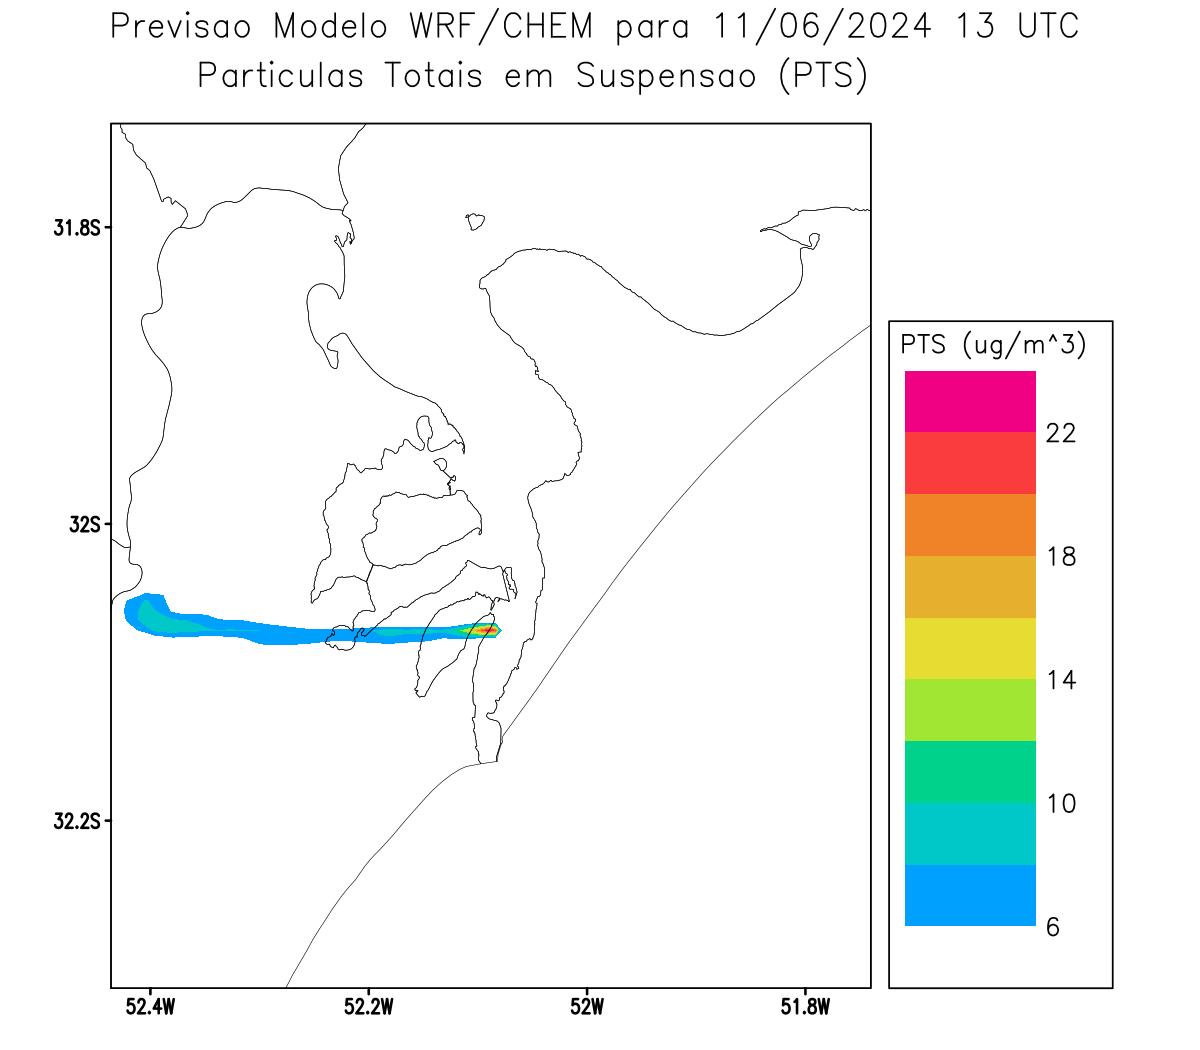 Previsao Modelo WRF/CHEM para 11/06/2024 13 UTC
Particulas Totais em Suspensao (PTS)
31.8S
32S
32.2S
52.4W
52.2W
52W
51.8W
PTS (ug/m^3)
22
18
14
10
6